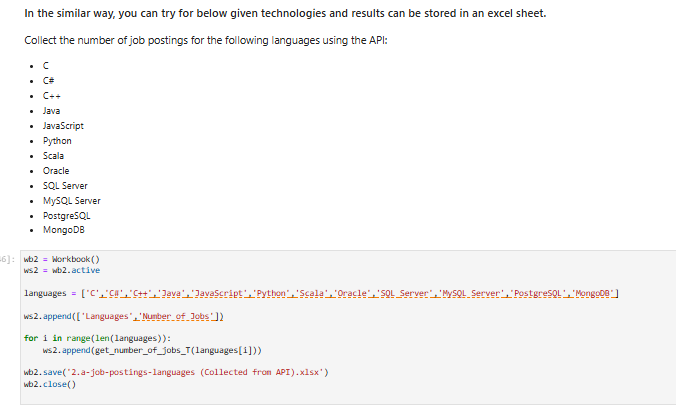 In the similar way, you can try for below given technologies and results can be stored in an excel sheet.
Collect the number of job postings for the following languages using the API:
• C
• C#
• C++
• Java
• JavaScript
• Python
• Scala
• Oracle
• SQL Server
• MySQL Server
• PostgreSQL
• MongoDB
6]:
wb2 = Workbook()
ws2 = wb2.active
languages = ['C','C#','C++','Java','JavaScript','Python','Scala','Oracle','SQL Server','MySQL Server','PostgreSQL','MongoDB']
ws2.append(['Languages','Number of Jobs'])
for i in range(len(languages)):
    ws2.append(get_number_of_jobs_T(languages[i]))
wb2.save('2.a-job-postings-languages (Collected from API).xlsx')
wb2.close()